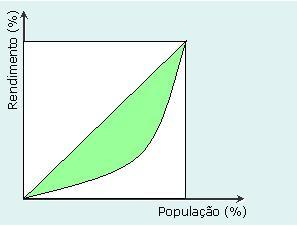 Rendimento (%)
População (%)